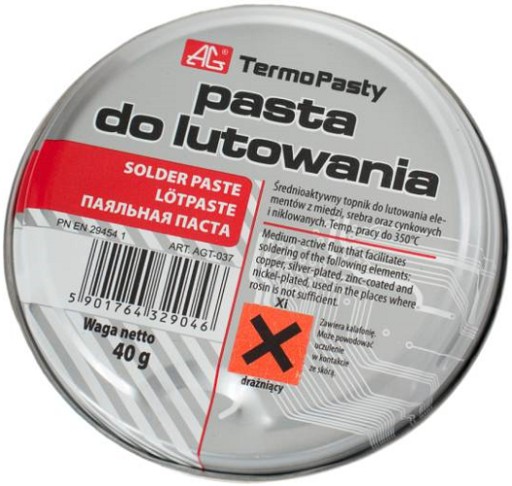 AG®
TermoPasty
pasta
do lutowania
SOLDER PASTE
LÖTPASTE
ПАЯЛЬНАЯ ПАСТА
PN EN 29454 1
ART. AGT-037
5 901764 329046
Waga netto
40 g
Średnioaktywny topnik do lutowania ele-
mentów z miedzi, srebra oraz cynkowych
i niklowanych. Temp. pracy do 350°C
Medium-active flux that facilitates
soldering of the following elements;
copper, silver-plated, zinc-coated and
nickel-plated, used in the places where
rosin is not sufficient.
Xi
drażniący
Zawiera kalafonię.
Może powodować
uczulenie
w kontakcie
ze skórą.